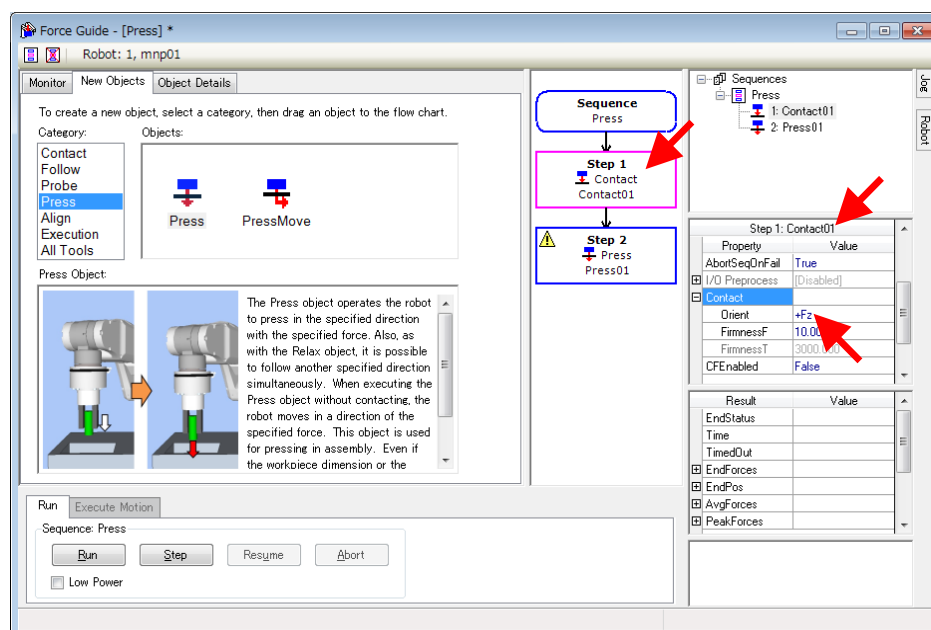 Force Guide - [Press] *
Robot: 1, mnp01
Monitor
New Objects
Object Details
To create a new object, select a category, then drag an object to the flow chart.
Category:
Objects:
Contact
Follow
Probe
Press
Align
Execution
All Tools
Press
PressMove
Press Object:
The Press object operates the robot
to press in the specified direction
with the specified force. Also, as
with the Relax object, it is possible
to follow another specified direction
simultaneously. When executing the
Press object without contacting, the
robot moves in a direction of the
specified force. This object is used
for pressing in assembly. Even if
the workpiece dimension or the
Sequence
Press
Step 1
Contact
Contact01
Step 2
Press
Press01
Sequences
Press
1: Contact01
2: Press01
Jog
Robot
Step 1: Contact01
Property Value
AbortSeqOnFail True
I/O Preprocess [Disabled]
Contact
Orient +Fz
FirmnessF
FirmnessT
CFEnabled False
Result Value
EndStatus
Time
TimedOut
EndForces
EndPos
AvgForces
PeakForces
Run
Execute Motion
Sequence: Press
Run
Step
Resume
Abort
Low Power